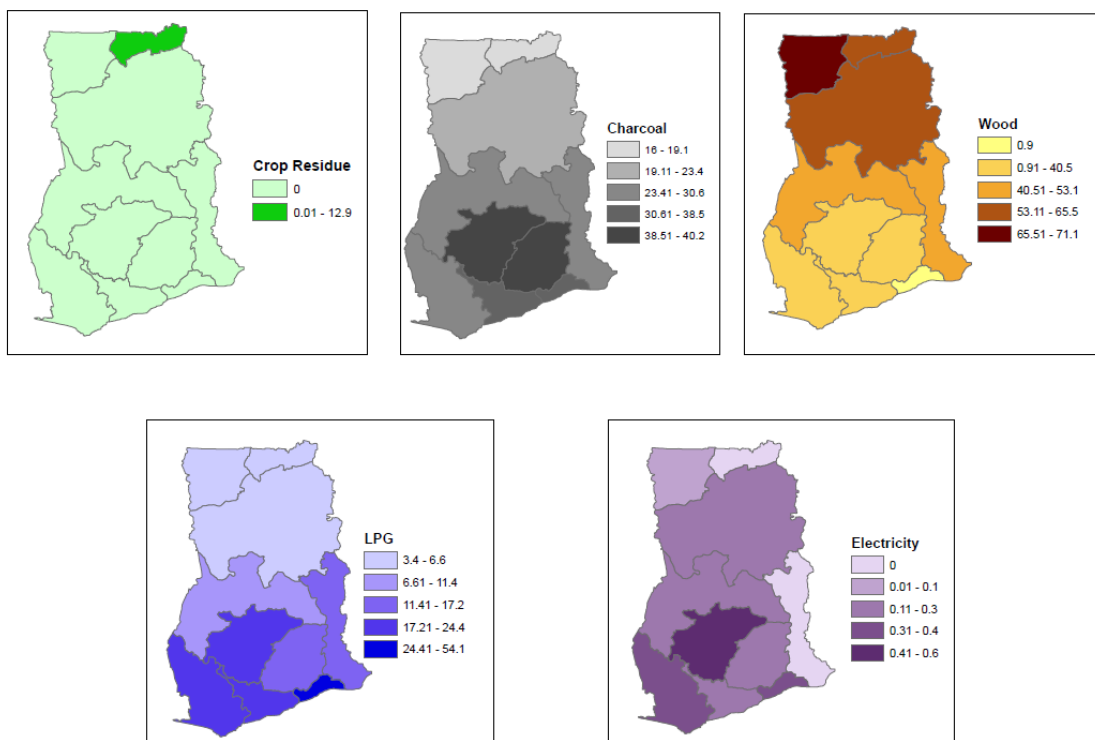 Crop Residue
0
0.01 - 12.9
Charcoal
16 - 19.1
19.11 - 23.4
23.41 - 30.6
30.61 - 38.5
38.51 - 40.2
Wood
0.9
0.91 - 40.5
40.51 - 53.1
53.11 - 65.5
65.51 - 71.1
LPG
3.4 - 6.6
6.61 - 11.4
11.41 - 17.2
17.21 - 24.4
24.41 - 54.1
Electricity
0
0.01 - 0.1
0.11 - 0.3
0.31 - 0.4
0.41 - 0.6